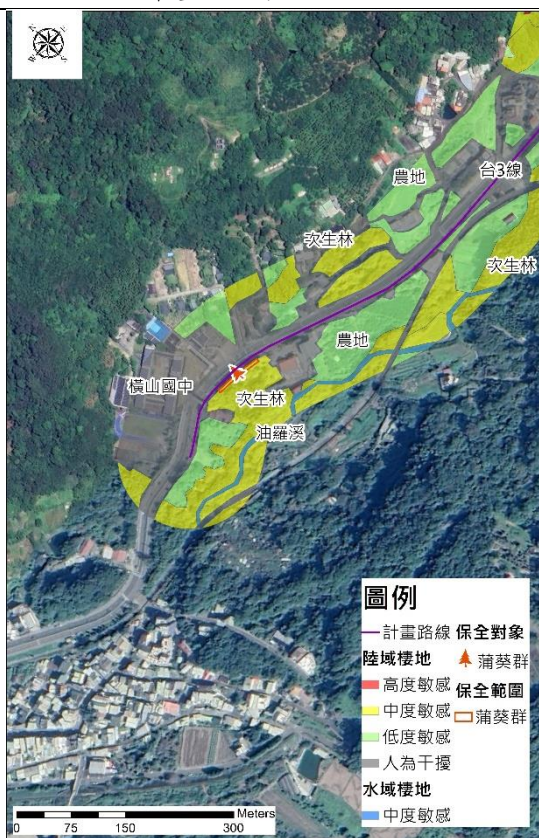 台3線
農地
次生林
次生林
農地
橫山國中
次生林
油羅溪
圖例
計畫路線 保全對象
陸域棲地 蒲葵群
高度敏感 保全範圍
中度敏感 蒲葵群
低度敏感
人為干擾
水域棲地
中度敏感
Meters
0 75 150 300